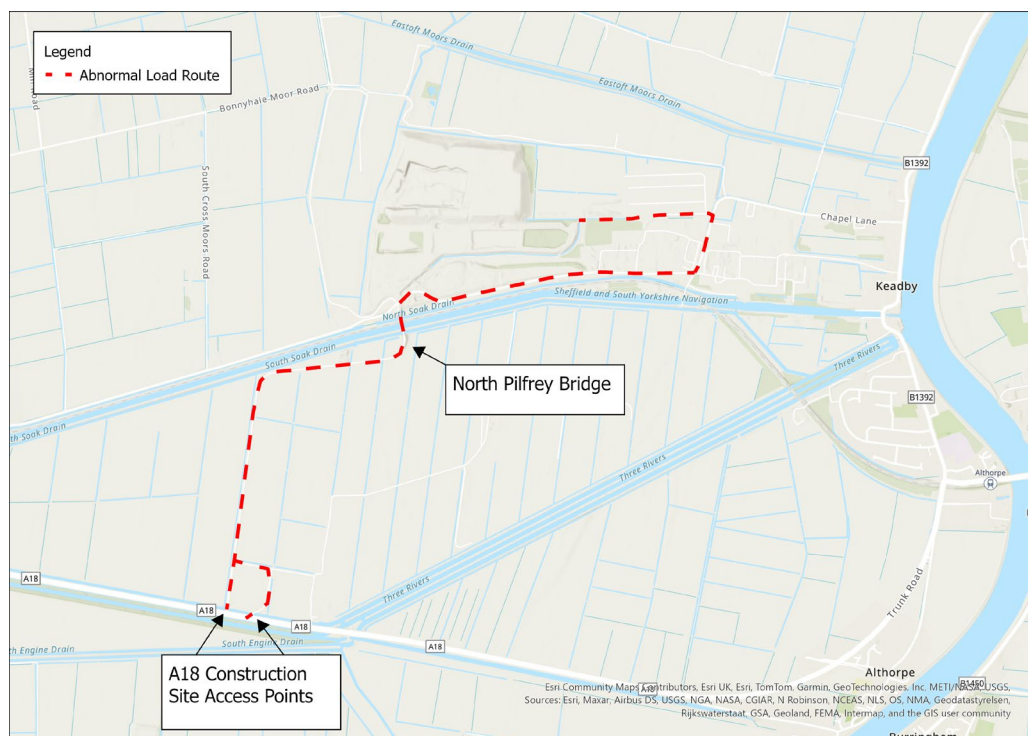 Legend
Abnormal Load Route
Eastoft Moors Drain
Eastoft Moors Drain
Bonnyhale Moor Road
South Cross Moors Road
B1392
Chapel Lane
Keadby
North Soak Drain
Sheffield and South Yorkshire Navigation
South Soak Drain
Three Rivers
North Pilfrey Bridge
B1392
th Soak Drain
Three Rivers
Althorpe
A18
Three Rivers
Trunk Road
A18
A18
A18
South Engine Drain
th Engine Drain
A18 Construction
Site Access Points
Althorpe
A18
B1450
Esri Community Maps Contributors, Esri UK, Esri, TomTom, Garmin, GeoTechnologies, Inc, METI/NASA, USGS,
Sources: Esri, Maxar, Airbus DS, USGS, NGA, NASA, CGIAR, N Robinson, NCEAS, NLS, OS, NMA, Geodatastyrelsen,
Rijkswaterstaat, GSA, Geoland, FEMA, Intermap, and the GIS user community